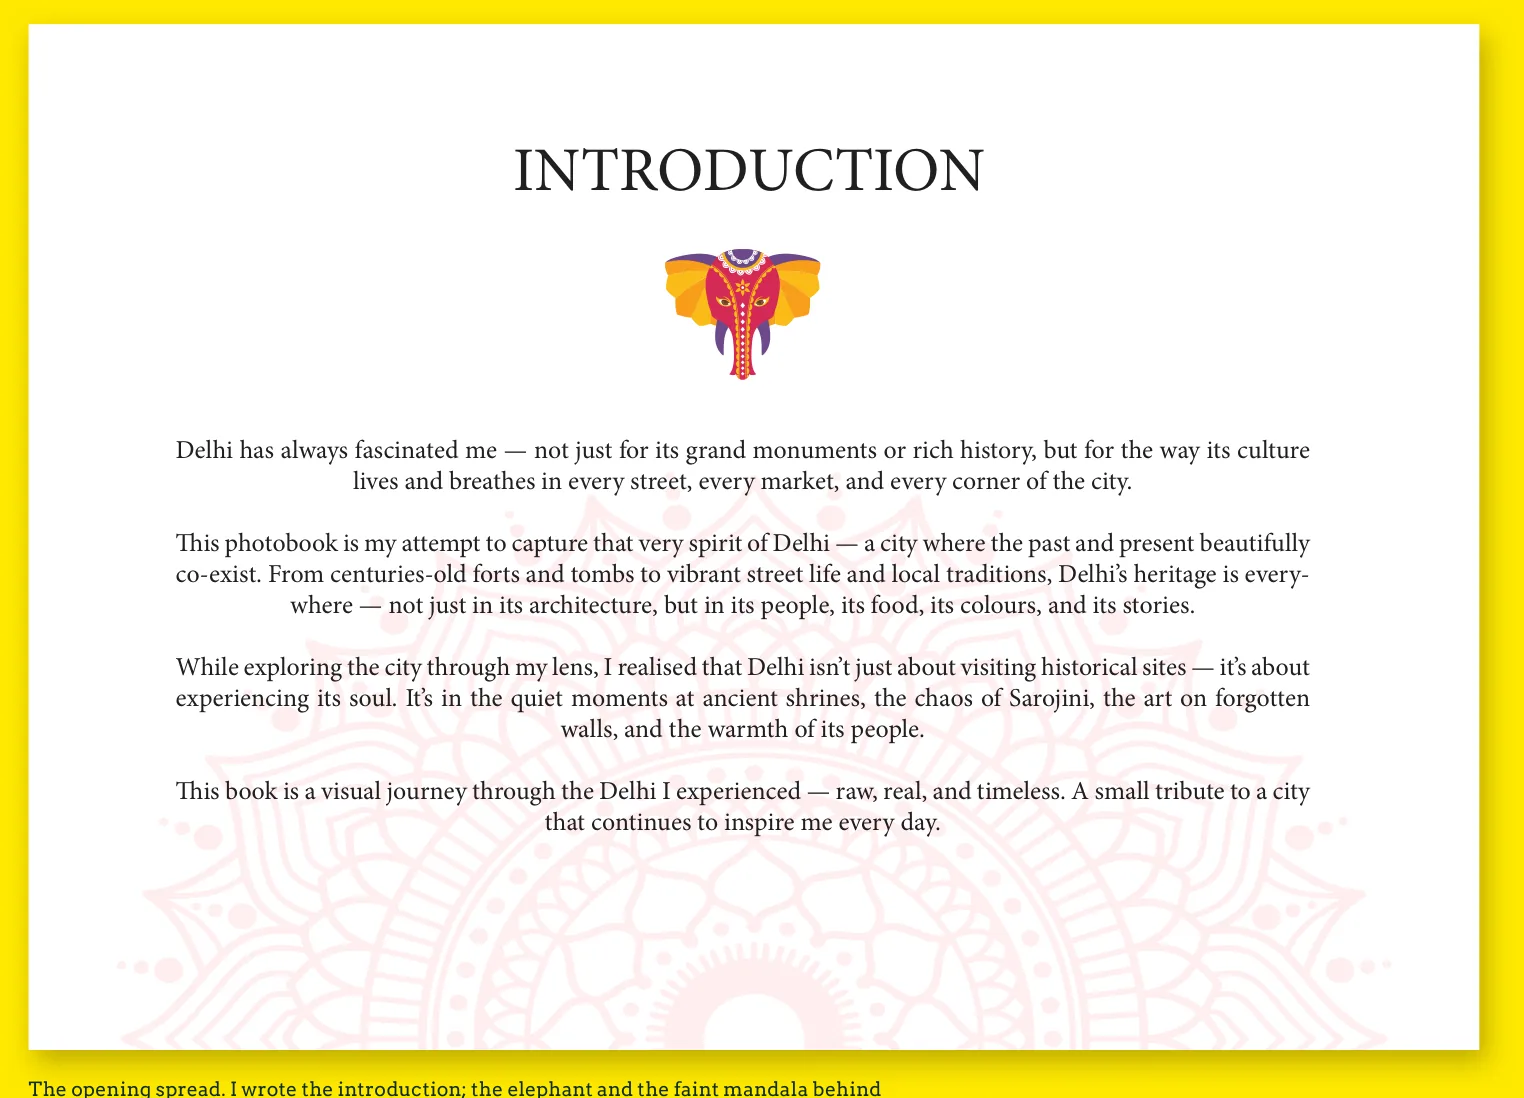 INTRODUCTION
Delhi has always fascinated me — not just for its grand monuments or rich history, but for the way its culture
lives and breathes in every street, every market, and every corner of the city.
This photobook is my attempt to capture that very spirit of Delhi — a city where the past and present beautifully
co-exist. From centuries-old forts and tombs to vibrant street life and local traditions, Delhi’s heritage is every-
where — not just in its architecture, but in its people, its food, its colours, and its stories.
While exploring the city through my lens, I realised that Delhi isn’t just about visiting historical sites — it’s about
experiencing its soul. It’s in the quiet moments at ancient shrines, the chaos of Sarojini, the art on forgotten
walls, and the warmth of its people.
This book is a visual journey through the Delhi I experienced — raw, real, and timeless. A small tribute to a city
that continues to inspire me every day.
The opening spread. I wrote the introduction; the elephant and the faint mandala behind